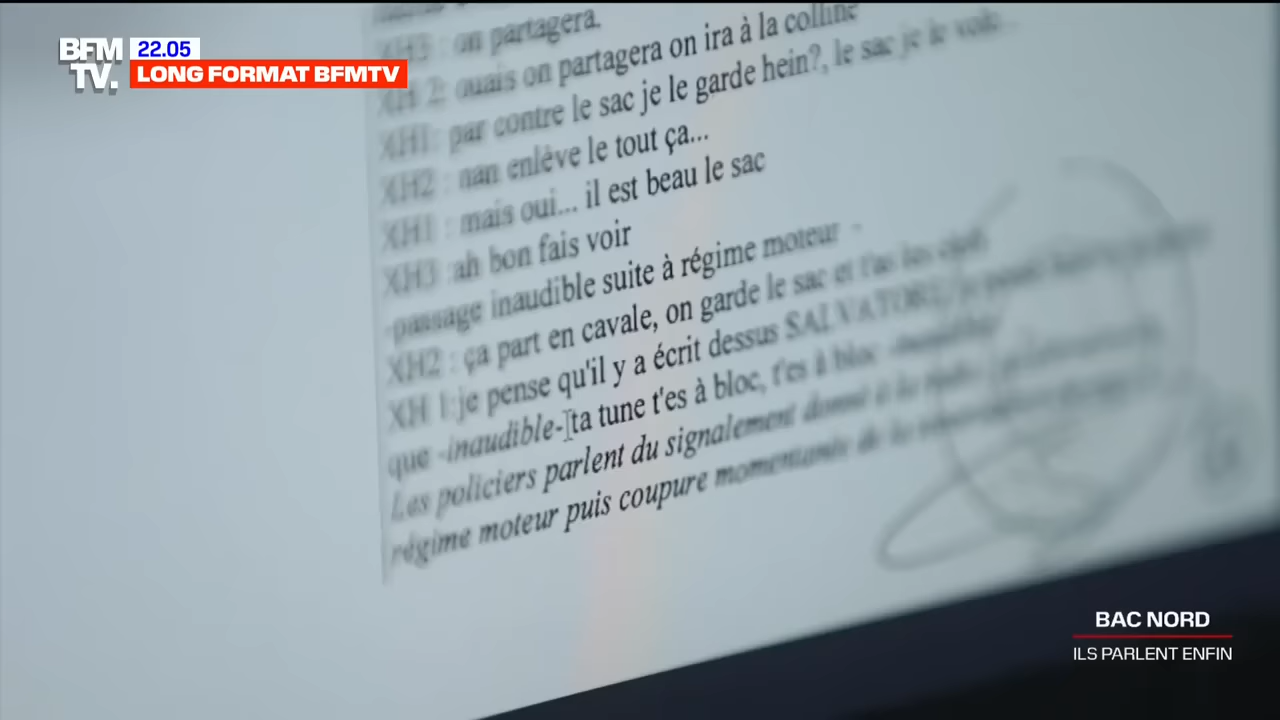 BFM
TV.
22.05
LONG FORMAT BFMTV
XH3 : on partagera.
XH 2: ouais on partagera on ira à la colline
XH1: par contre le sac je le garde hein?, le sac je le
XH2 : nan enlève le tout ça...
XH1 : mais oui... il est beau le sac
XH3 :ah bon fais voir
-passage inaudible suite à régime moteur -
XH2 : ça part en cavale, on garde le sac et t'as les
XH 1:je pense qu'il y a écrit dessus SALVATORE
que -inaudible- ta tune t'es à bloc, t'es à bloc
Les policiers parlent du signalement donné à la
régime moteur puis coupure momentanée de la
BAC NORD
ILS PARLENT ENFIN